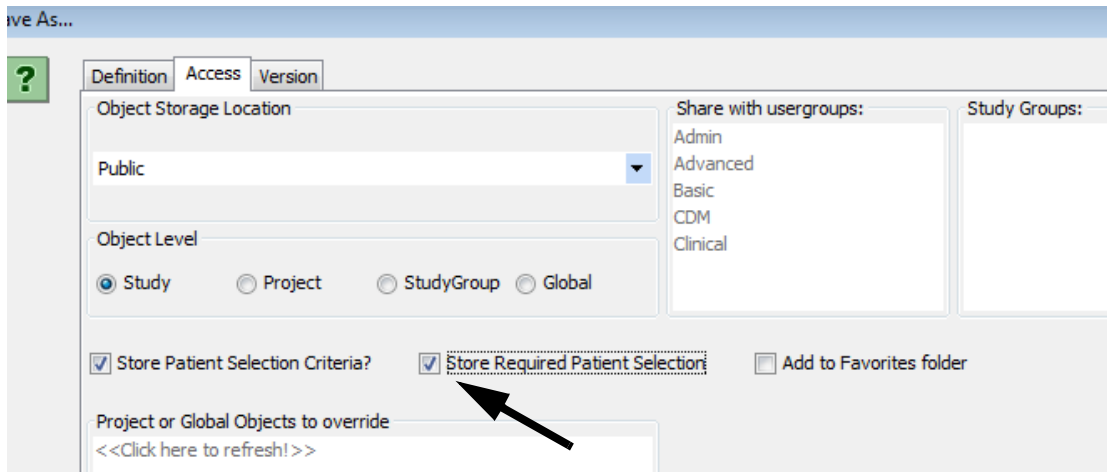 ave As...
?
Definition Access Version
Object Storage Location
Public
Share with usergroups:
Admin
Advanced
Basic
CDM
Clinical
Study Groups:
Object Level
Study Project StudyGroup Global
Store Patient Selection Criteria? Store Required Patient Selection Add to Favorites folder
Project or Global Objects to override
<<Click here to refresh!>>